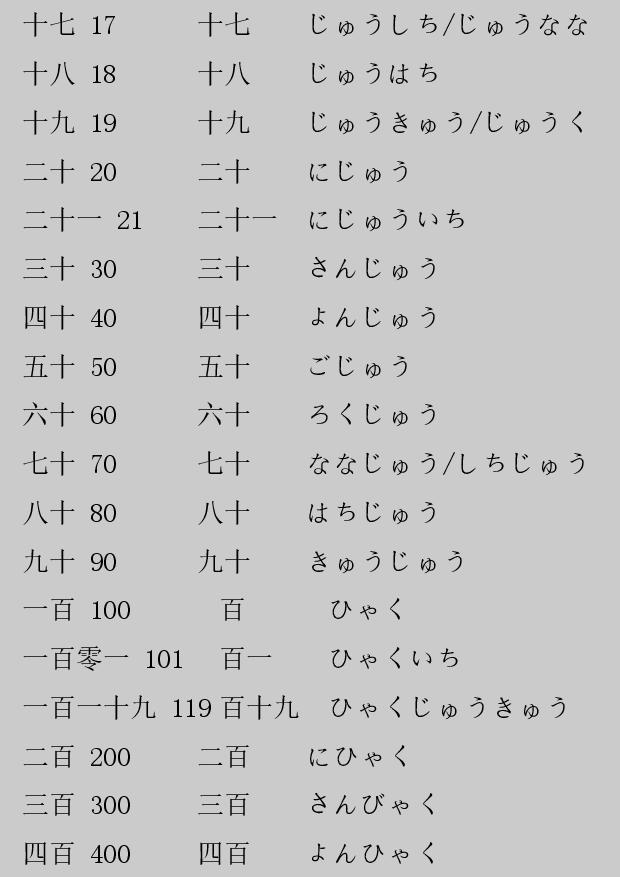 十七 17 十七 じゅうしち/じゅうなな
十八 18 十八 じゅうはち
十九 19 十九 じゅうきゅう/じゅうく
二十 20 二十 にじゅう
二十一 21 二十一 にじゅういち
三十 30 三十 さんじゅう
四十 40 四十 よんじゅう
五十 50 五十 ごじゅう
六十 60 六十 ろくじゅう
七十 70 七十 ななじゅう/しちじゅう
八十 80 八十 はちじゅう
九十 90 九十 きゅうじゅう
一百 100 百 ひゃく
一百零一 101 百一 ひゃくいち
一百一十九 119 百十九 ひゃくじゅうきゅう
二百 200 二百 にひゃく
三百 300 三百 さんびゃく
四百 400 四百 よんひゃく